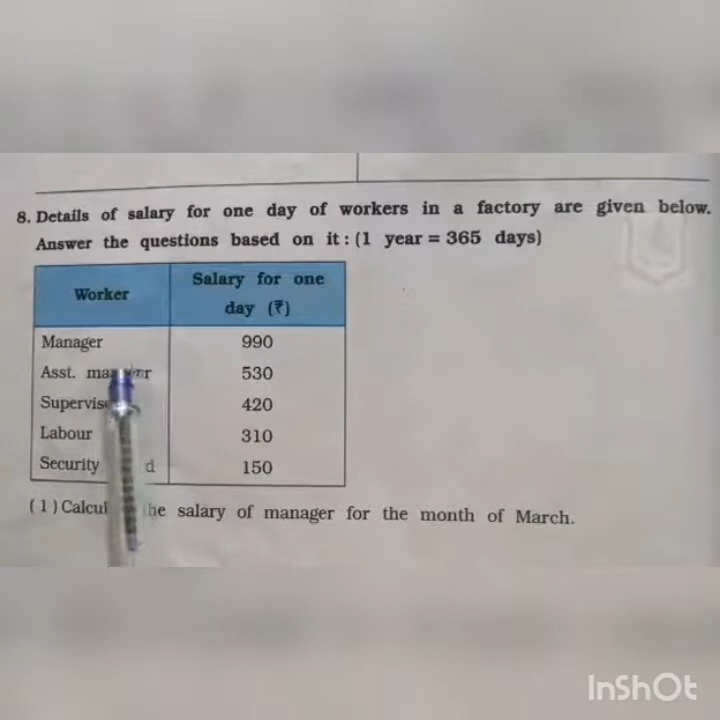 8. Details of salary for one day of workers in a factory are given below.
Answer the questions based on it : (1 year = 365 days)
Worker Salary for one day (₹)
Manager 990
Asst. 530
420
Labour 310
Security 150
(1) he salary of manager for the month of March.
InShOt